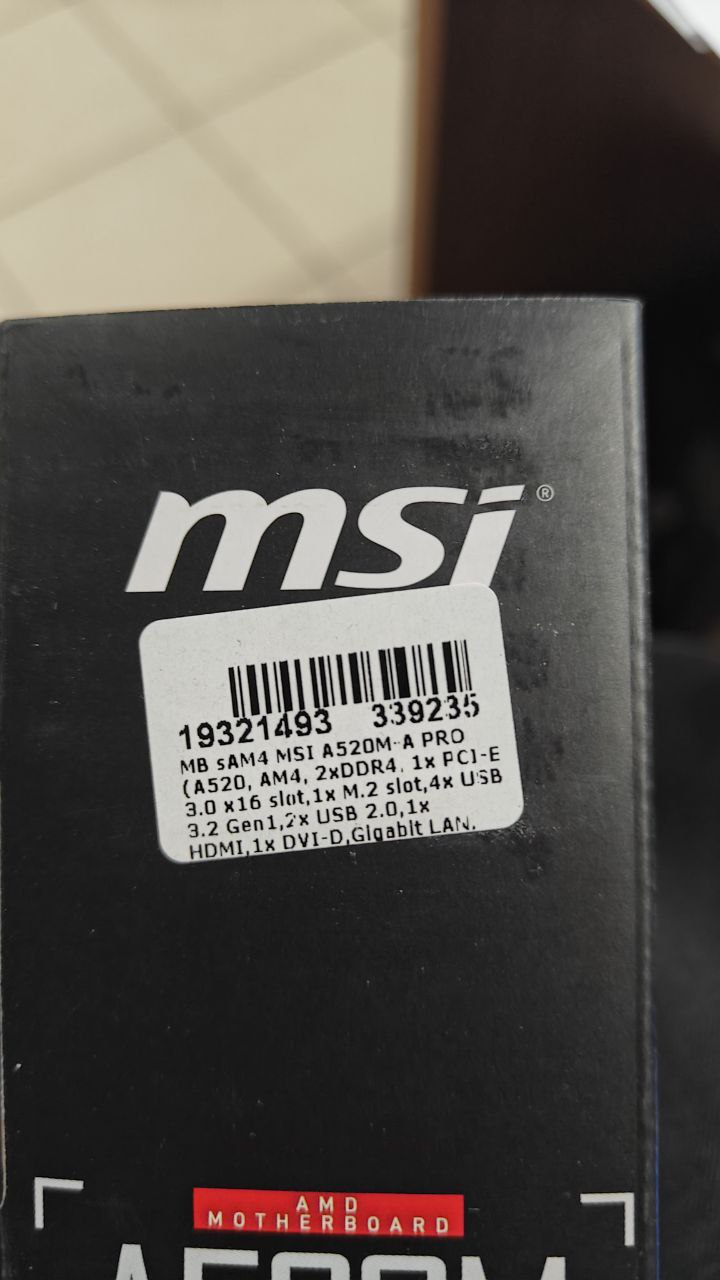 msi®
19321493 339235
MB sAM4 MSI A520M-A PRO
(A520, AM4, 2xDDR4, 1x PCI-E
3.0 x16 slot,1x M.2 slot,4x USB
3.2 Gen1,2x USB 2.0,1x
HDMI,1x DVI-D,Gigabit LAN.
AMD
MOTHERBOARD